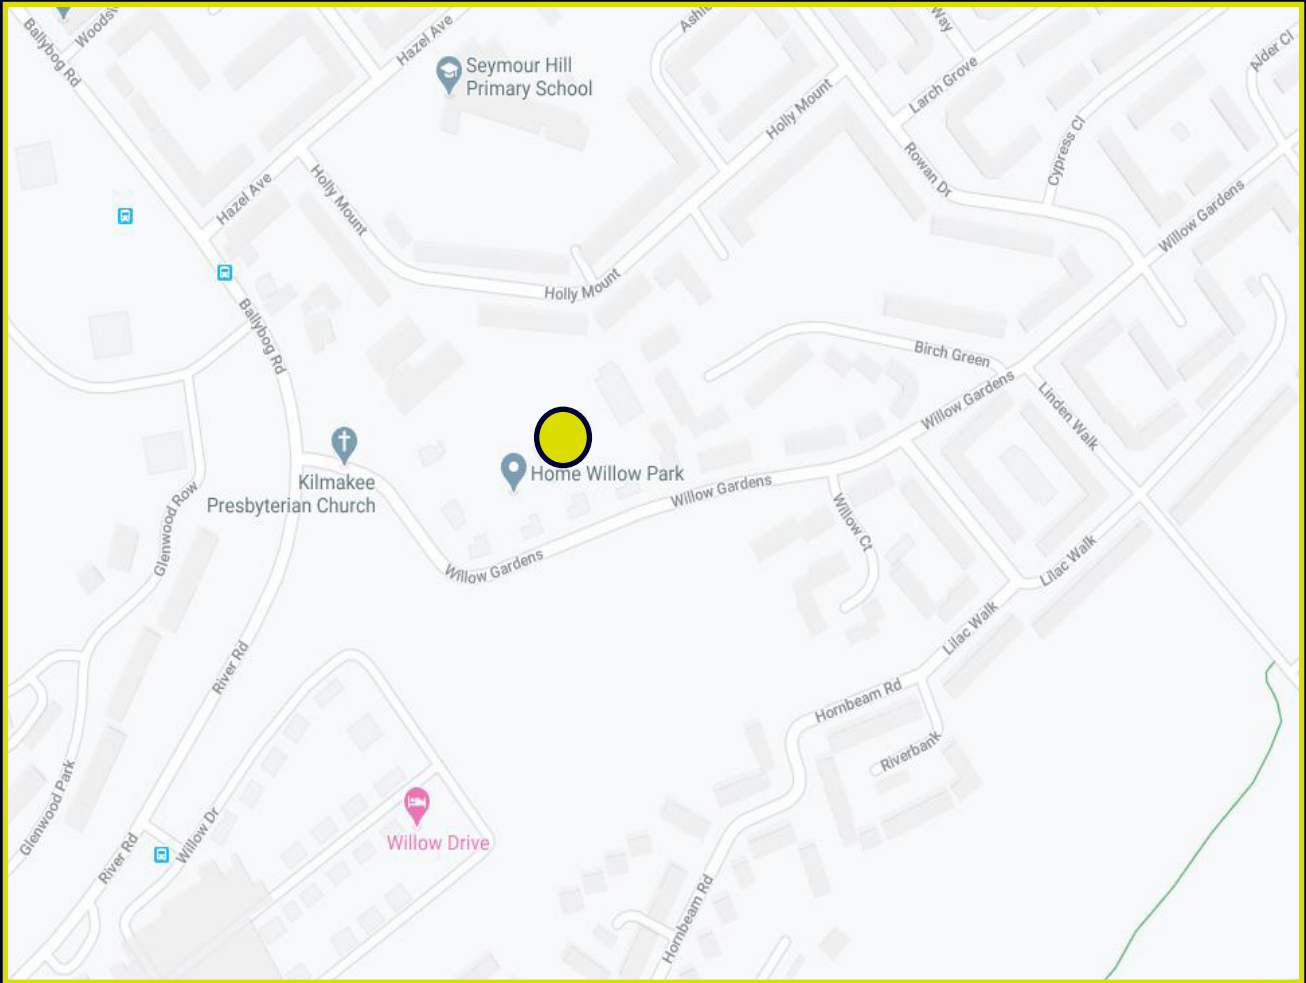 Ballybog Rd
Hazel Ave
Way
Alder Cl
Seymour Hill
Primary School
Larch Grove
Holly Mount
Cypress Cl
Rowan Dr
Hazel Ave
Holly Mount
Willow Gardens
Holly Mount
Ballybog Rd
Birch Green
Willow Gardens
Linden Walk
Kilmakee
Presbyterian Church
Home Willow Park
Willow Gardens
Glenwood Row
Willow Ct
Willow Gardens
Lilac Walk
Lilac Walk
River Rd
Hornbeam Rd
Riverbank
Glenwood Park
Willow Dr
Willow Drive
River Rd
Hornbeam Rd